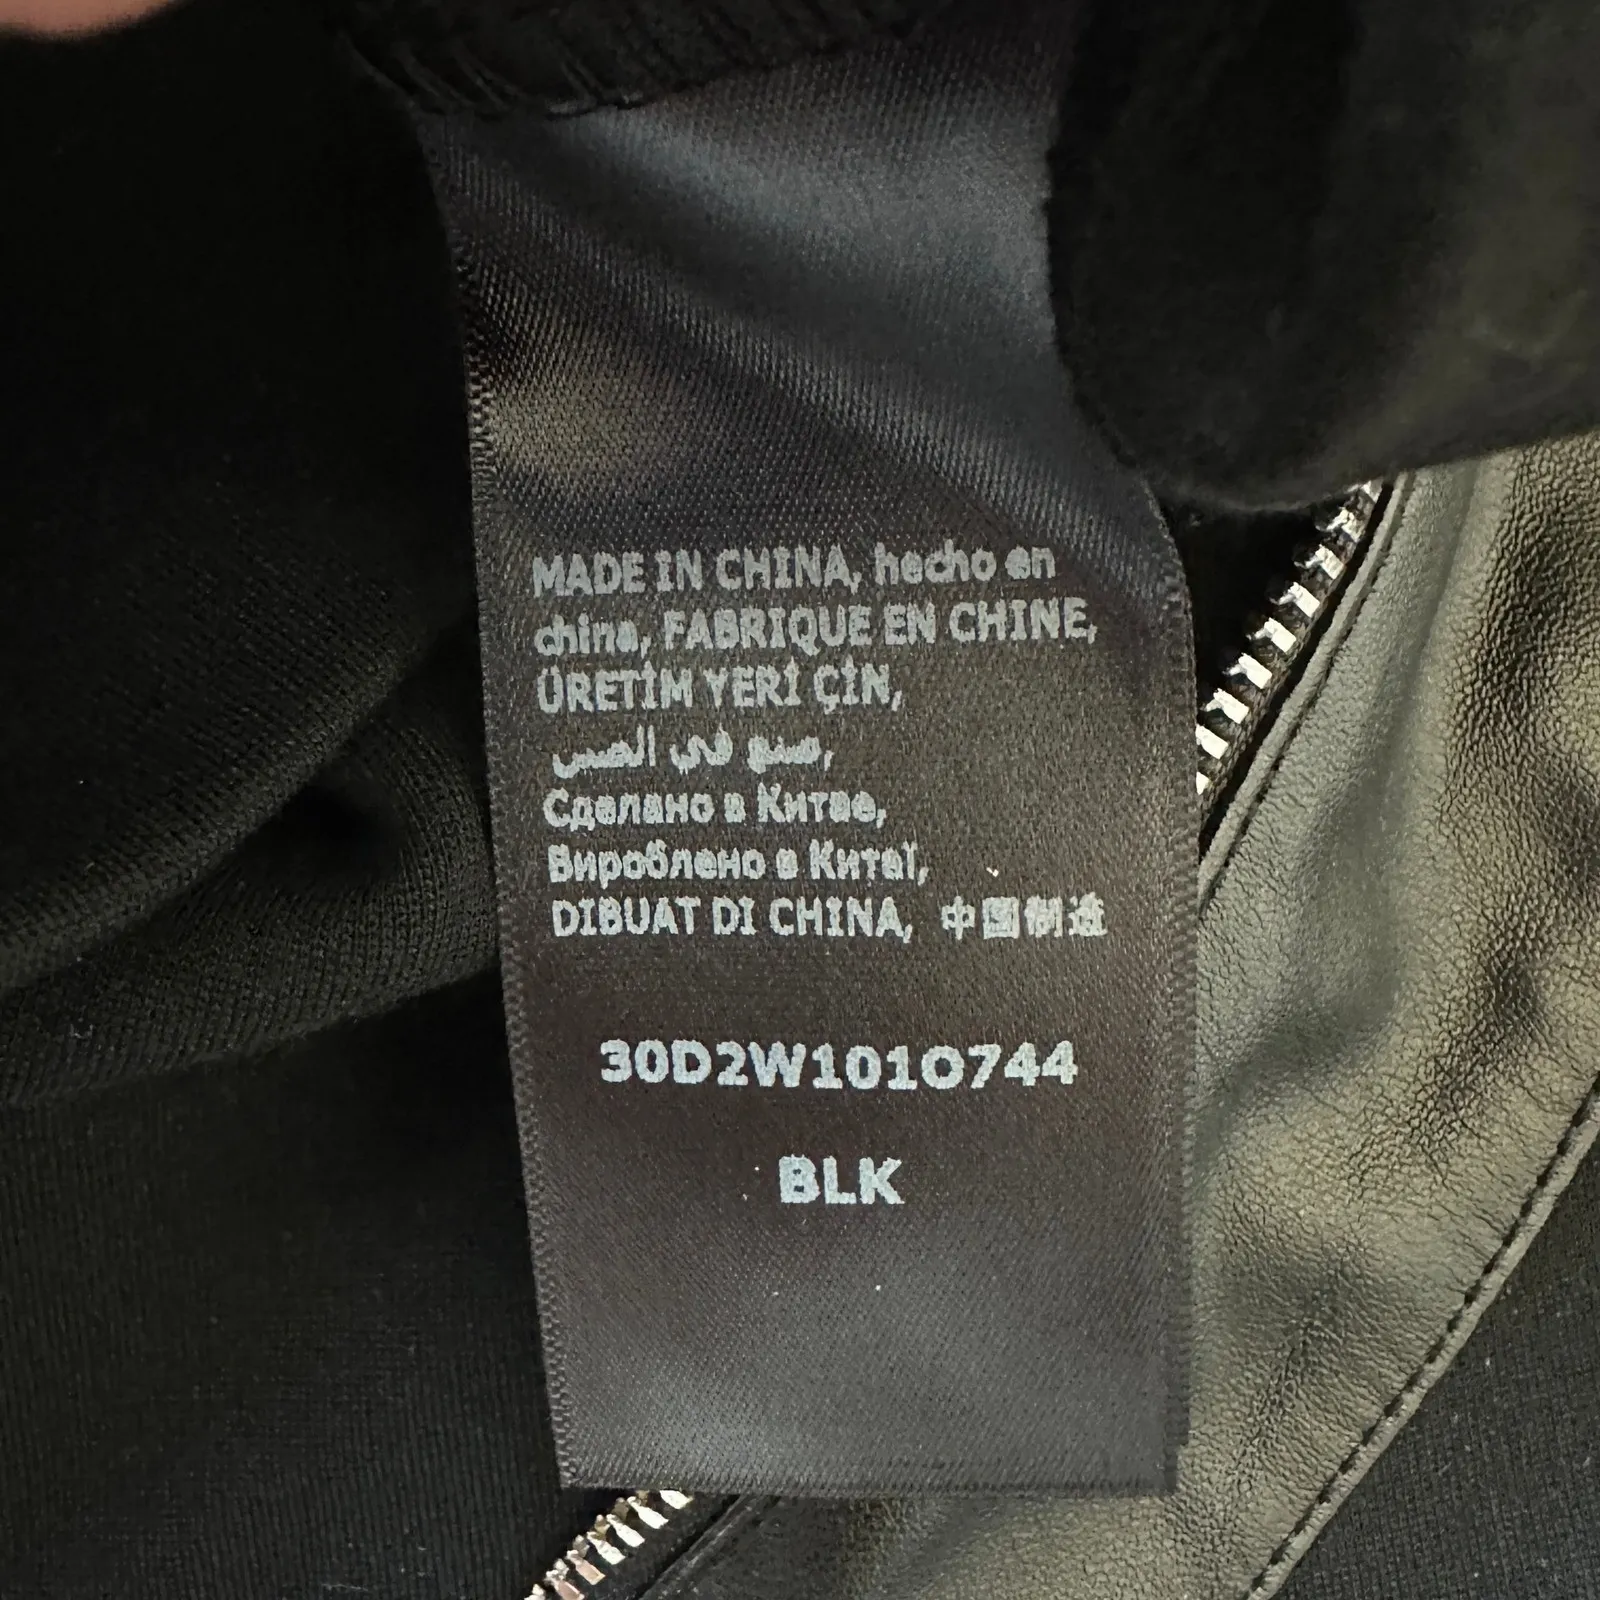 MADE IN CHINA, hecho en
china, FABRIQUE EN CHINE,
ÜRETİM YERİ ÇİN,
صنع في الصين,
Сделано в Китае,
Вироблено в Китаї,
DIBUAT DI CHINA, 中国制造
30D2W101O744
BLK